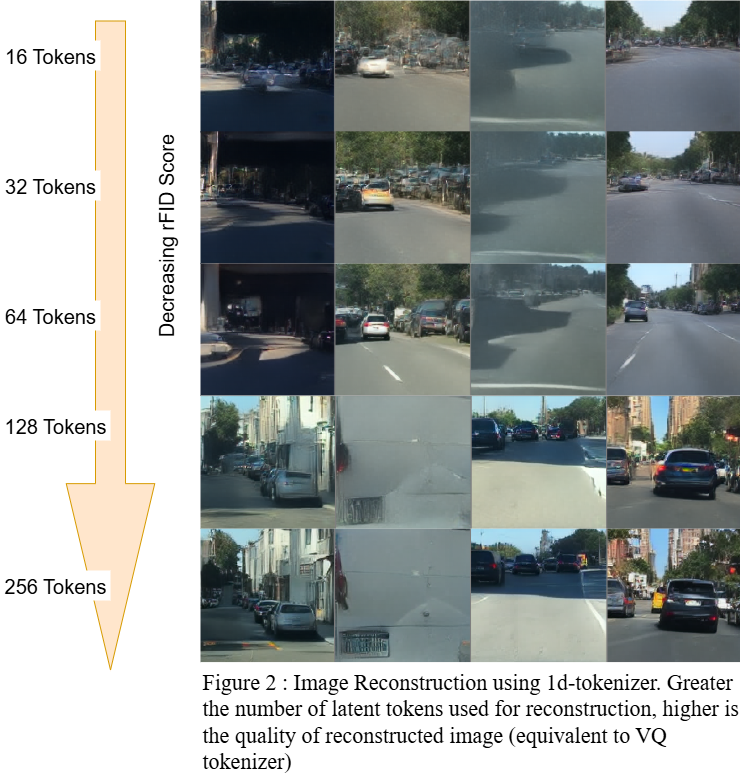 16 Tokens
32 Tokens
64 Tokens
128 Tokens
256 Tokens
Decreasing rFID Score
Figure 2 : Image Reconstruction using 1d-tokenizer. Greater
the number of latent tokens used for reconstruction, higher is
the quality of reconstructed image (equivalent to VQ
tokenizer)